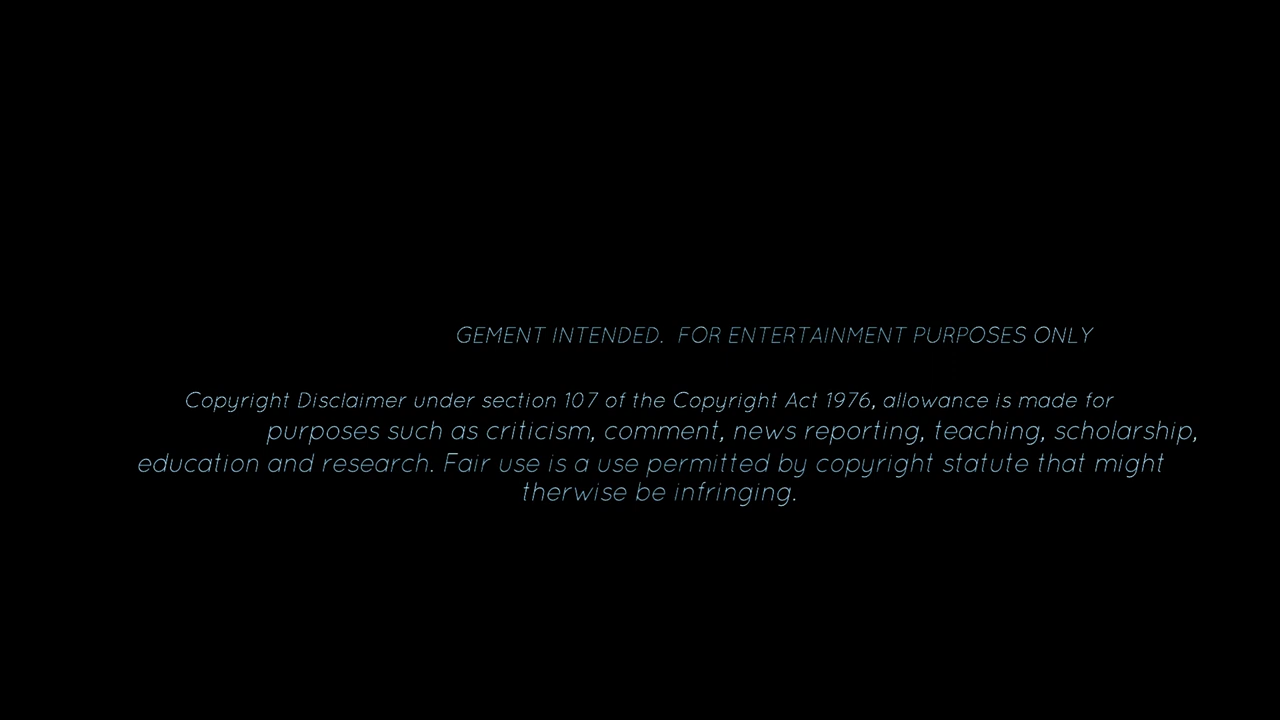 GEMENT INTENDED. FOR ENTERTAINMENT PURPOSES ONLY
Copyright Disclaimer under section 107 of the Copyright Act 1976, allowance is made for
purposes such as criticism, comment, news reporting, teaching, scholarship,
education and research. Fair use is a use permitted by copyright statute that might
therwise be infringing.